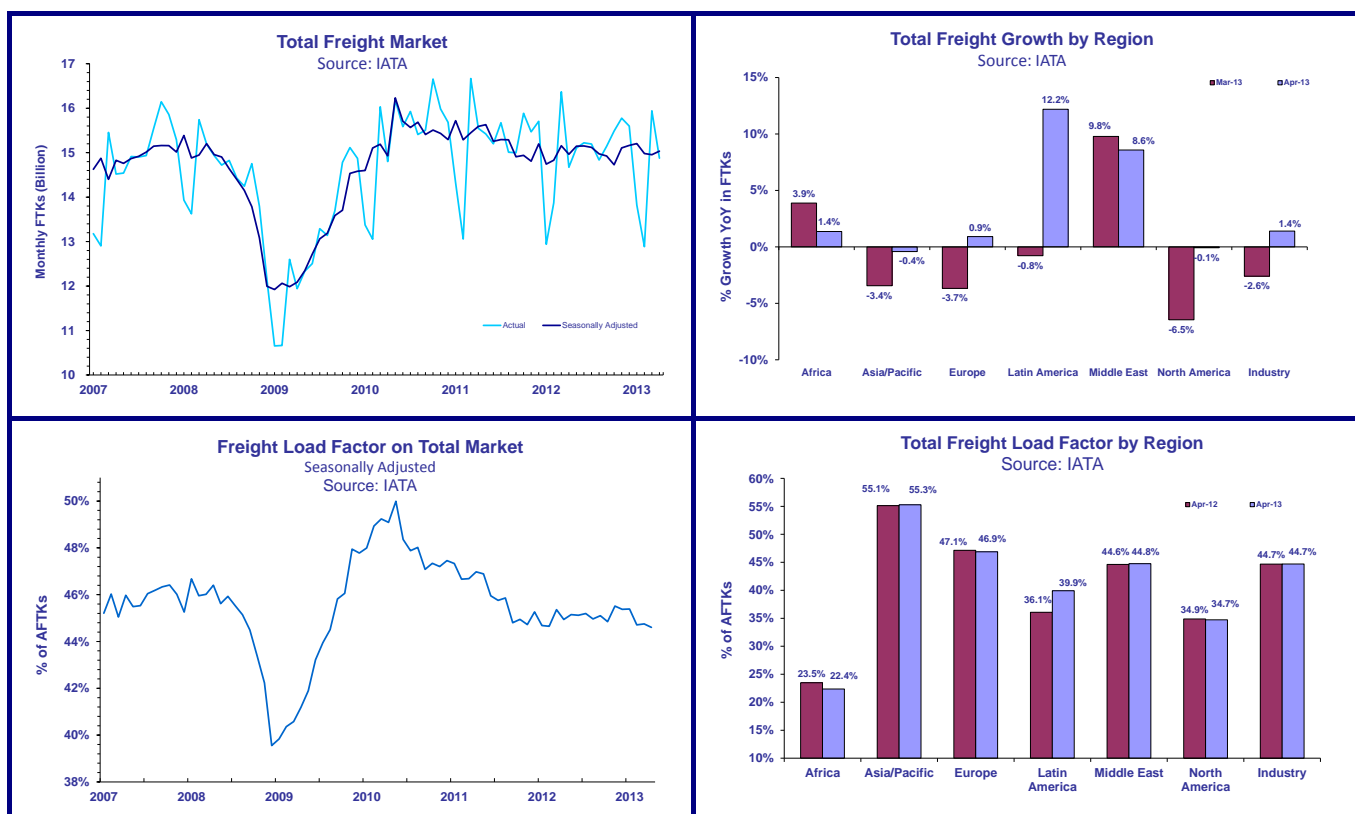 Total Freight Market
Source: IATA
Monthly FTKs (Billion)
17
16
15
14
13
12
11
10
Actual
Seasonally Adjusted
2007 2008 2009 2010 2011 2012 2013
Total Freight Growth by Region
Source: IATA
% Growth YoY in FTKs
Mar-13 Apr-13
15%
10%
5%
0%
-5%
-10%
3.9% 1.4%
-3.4% -0.4%
-3.7% 0.9%
-0.8% 12.2%
9.8% 8.6%
-6.5% -0.1%
-2.6% 1.4%
Africa Asia/Pacific Europe Latin America Middle East North America Industry
Freight Load Factor on Total Market
Seasonally Adjusted
Source: IATA
% of AFTKs
50%
48%
46%
44%
42%
40%
38%
2007 2008 2009 2010 2011 2012 2013
Total Freight Load Factor by Region
Source: IATA
% of AFTKs
Apr-12 Apr-13
60%
55%
50%
45%
40%
35%
30%
25%
20%
15%
10%
23.5% 22.4%
55.1% 55.3%
47.1% 46.9%
36.1% 39.9%
44.6% 44.8%
34.9% 34.7%
44.7% 44.7%
Africa Asia/Pacific Europe Latin America Middle East North America Industry